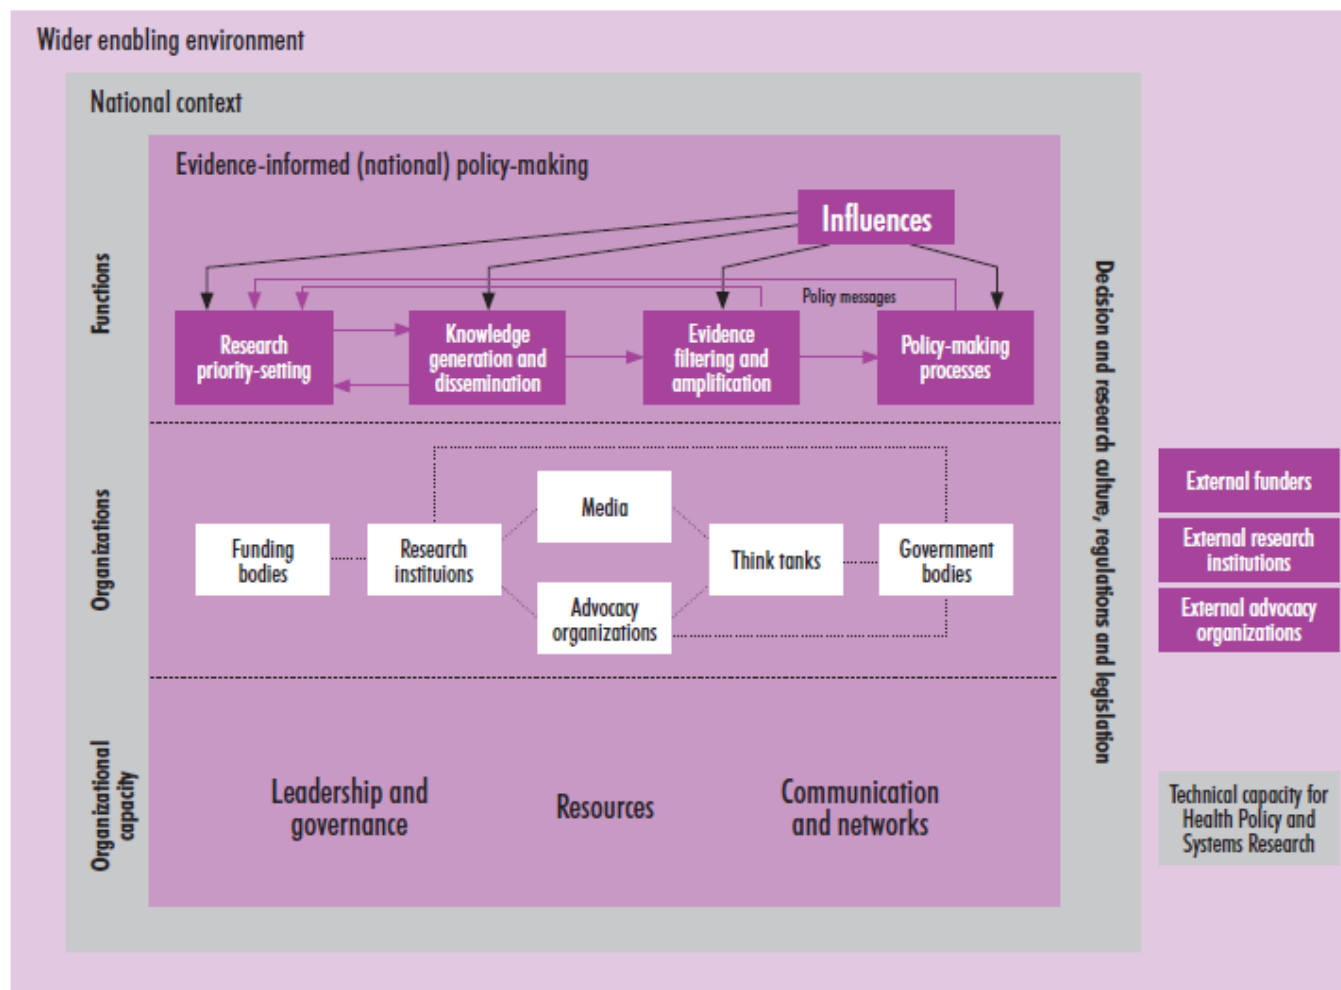 Wider enabling environment
National context
Evidence-informed (national) policy-making
Influences
Functions
Policy messages
Research
priority-setting
Knowledge
generation and
dissemination
Evidence
filtering and
amplification
Policy-making
processes
Organizations
Funding
bodies
Research
instituions
Media
Advocacy
organizations
Think tanks
Government
bodies
Organizational
capacity
Leadership and
governance
Resources
Communication
and networks
Decision and research culture, regulations and legislation
External funders
External research
institutions
External advocacy
organizations
Technical capacity for
Health Policy and
Systems Research